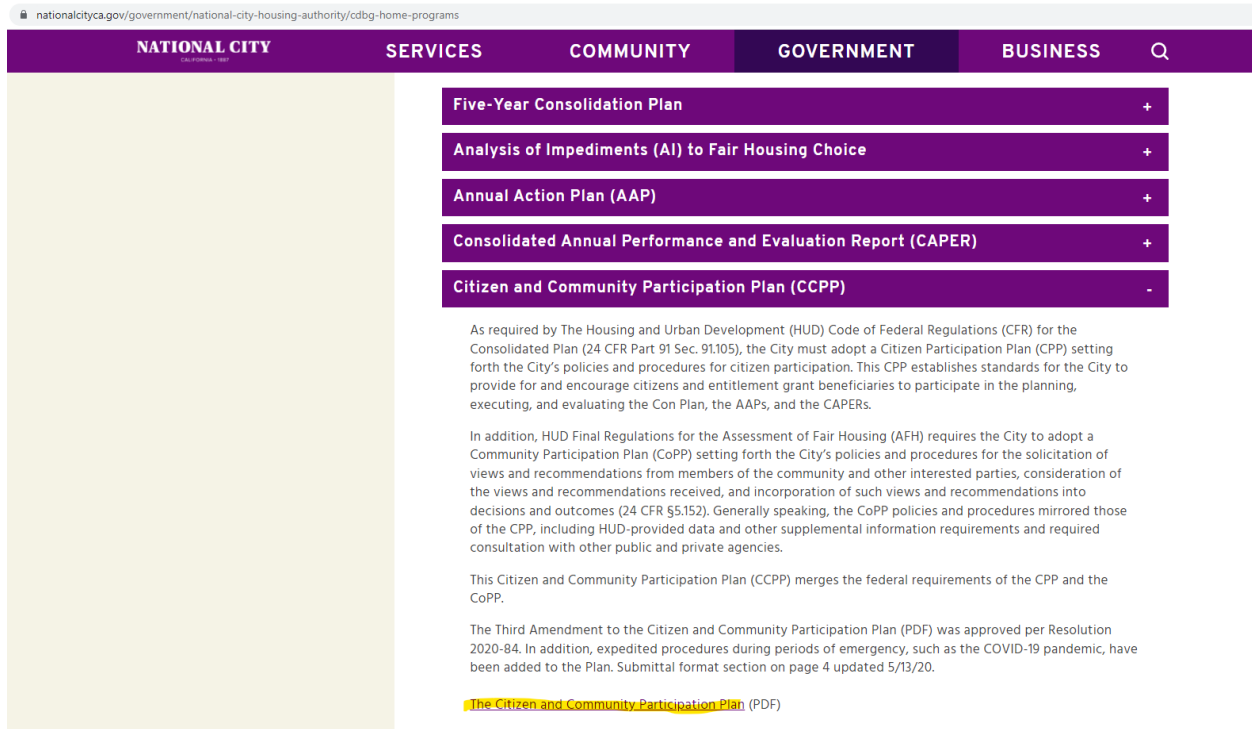 nationalcityca.gov/government/national-city-housing-authority/cdbg-home-programs
NATIONAL CITY SERVICES COMMUNITY GOVERNMENT BUSINESS
CALIFORNIA - 1887
Five-Year Consolidation Plan +
Analysis of Impediments (AI) to Fair Housing Choice +
Annual Action Plan (AAP) +
Consolidated Annual Performance and Evaluation Report (CAPER) +
Citizen and Community Participation Plan (CCPP) -
As required by The Housing and Urban Development (HUD) Code of Federal Regulations (CFR) for the
Consolidated Plan (24 CFR Part 91 Sec. 91.105), the City must adopt a Citizen Participation Plan (CPP) setting
forth the City's policies and procedures for citizen participation. This CPP establishes standards for the City to
provide for and encourage citizens and entitlement grant beneficiaries to participate in the planning,
executing, and evaluating the Con Plan, the AAPs, and the CAPERs.
In addition, HUD Final Regulations for the Assessment of Fair Housing (AFH) requires the City to adopt a
Community Participation Plan (CoPP) setting forth the City's policies and procedures for the solicitation of
views and recommendations from members of the community and other interested parties, consideration of
the views and recommendations received, and incorporation of such views and recommendations into
decisions and outcomes (24 CFR §5.152). Generally speaking, the CoPP policies and procedures mirrored those
of the CPP, including HUD-provided data and other supplemental information requirements and required
consultation with other public and private agencies.
This Citizen and Community Participation Plan (CCPP) merges the federal requirements of the CPP and the
CoPP.
The Third Amendment to the Citizen and Community Participation Plan (PDF) was approved per Resolution
2020-84. In addition, expedited procedures during periods of emergency, such as the COVID-19 pandemic, have
been added to the Plan. Submittal format section on page 4 updated 5/13/20.
The Citizen and Community Participation Plan (PDF)